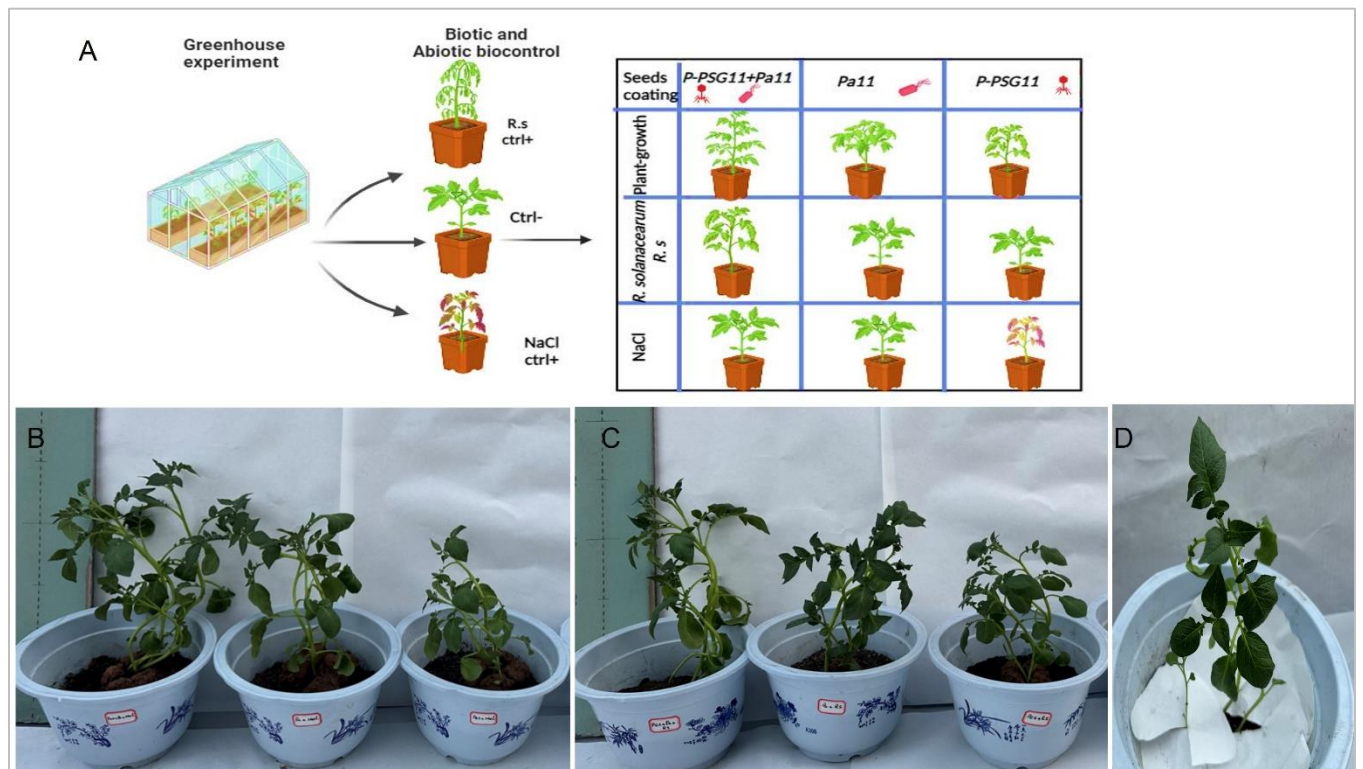 A
Greenhouse
experiment
Biotic and
Abiotic biocontrol
R.s
ctrl+
Ctrl-
NaCl
ctrl+
Seeds
coating
P-PSG11+Pa11
Pa11
P-PSG11
Plant-growth
R. solanacearum
R. s
NaCl
B
C
D